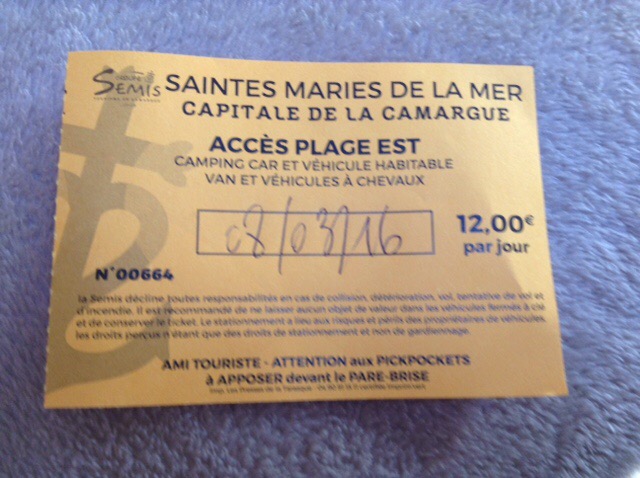 SEMIS
SAINTES MARIES DE LA MER
CAPITALE DE LA CAMARGUE
ACCÈS PLAGE EST
CAMPING CAR ET VÉHICULE HABITABLE
VAN ET VÉHICULES À CHEVAUX
08/03/16
12,00€
par jour
N°00664
la Semis décline toutes responsabilités en cas de collision, détérioration, vol, tentative de vol et
d'incendie. Il est recommandé de ne laisser aucun objet de valeur dans les véhicules fermés à clé
et de conserver le ticket. Le stationnement a lieu aux risques et périls des propriétaires de véhicules,
les droits perçus n'étant que des droits de stationnement et non de gardiennage.
AMI TOURISTE - ATTENTION aux PICKPOCKETS
à APPOSER devant le PARE-BRISE